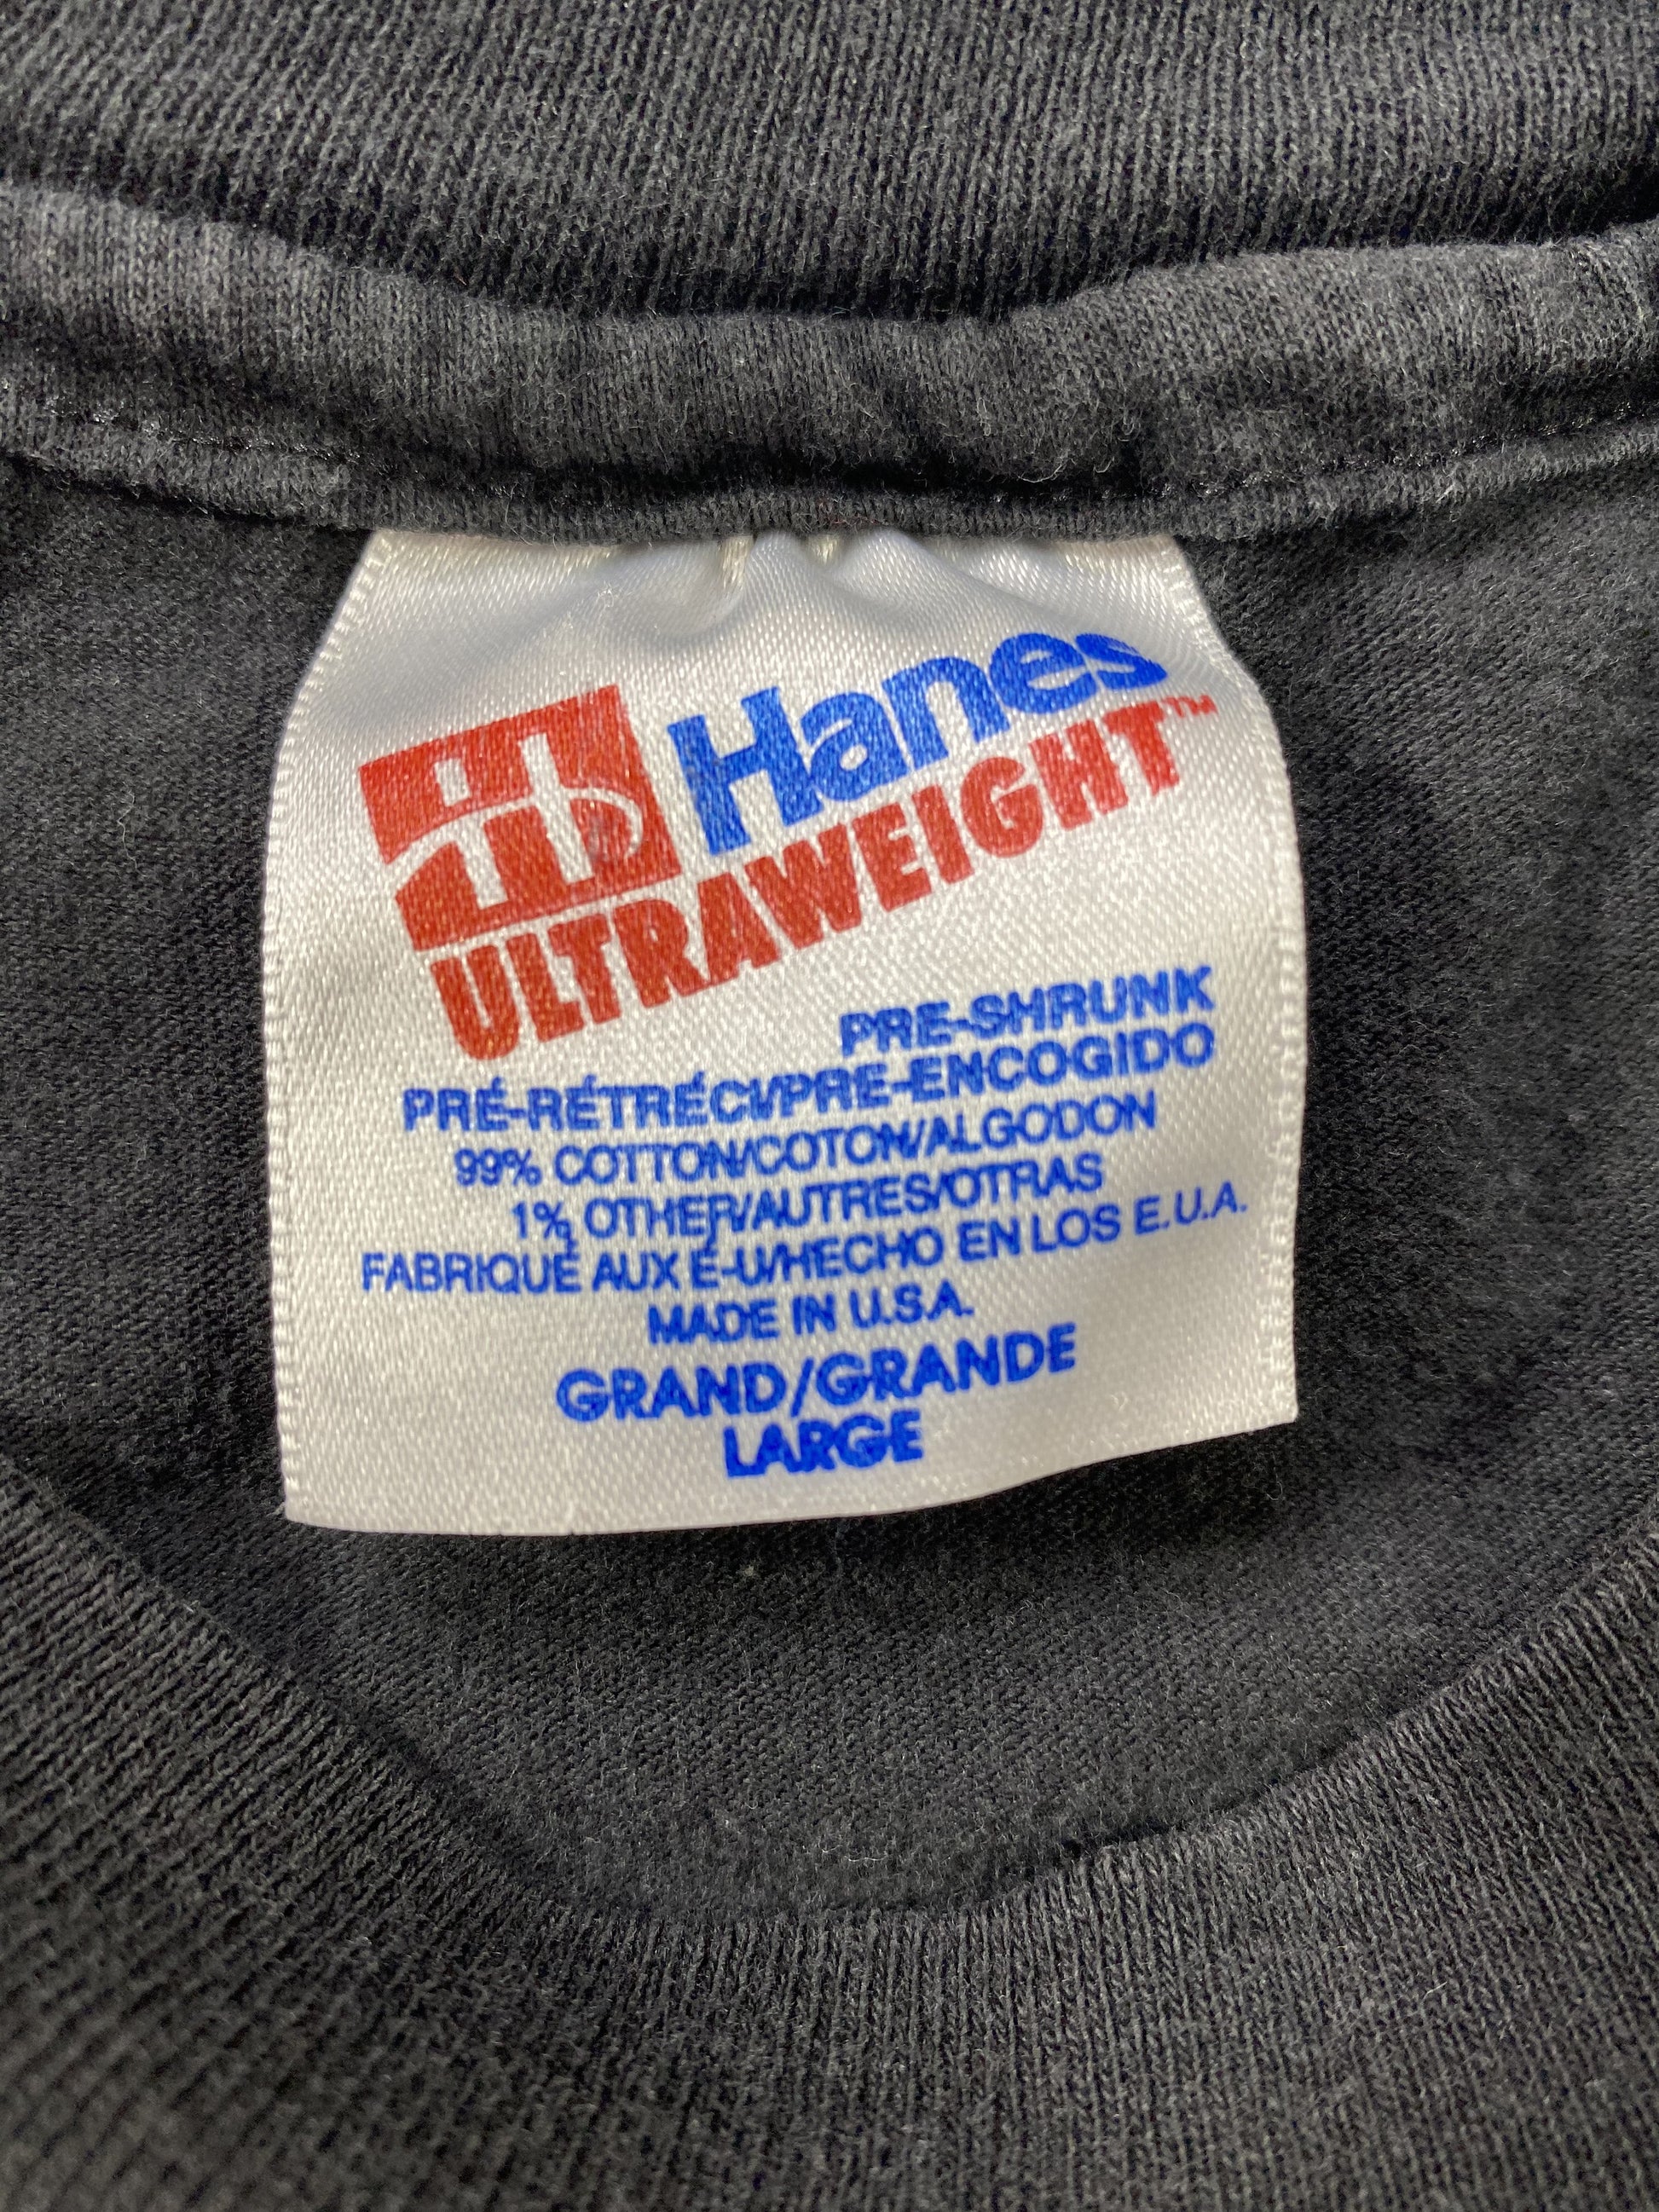 Hanes
ULTRAWEIGHT™
PRE-SHRUNK
PRÉ-RÉTRÉCI/PRE-ENCOGIDO
99% COTTON/COTON/ALGODON
1% OTHER/AUTRES/OTRAS
FABRIQUÉ AUX É-U/HECHO EN LOS E.U.A.
MADE IN U.S.A.
GRAND/GRANDE
LARGE